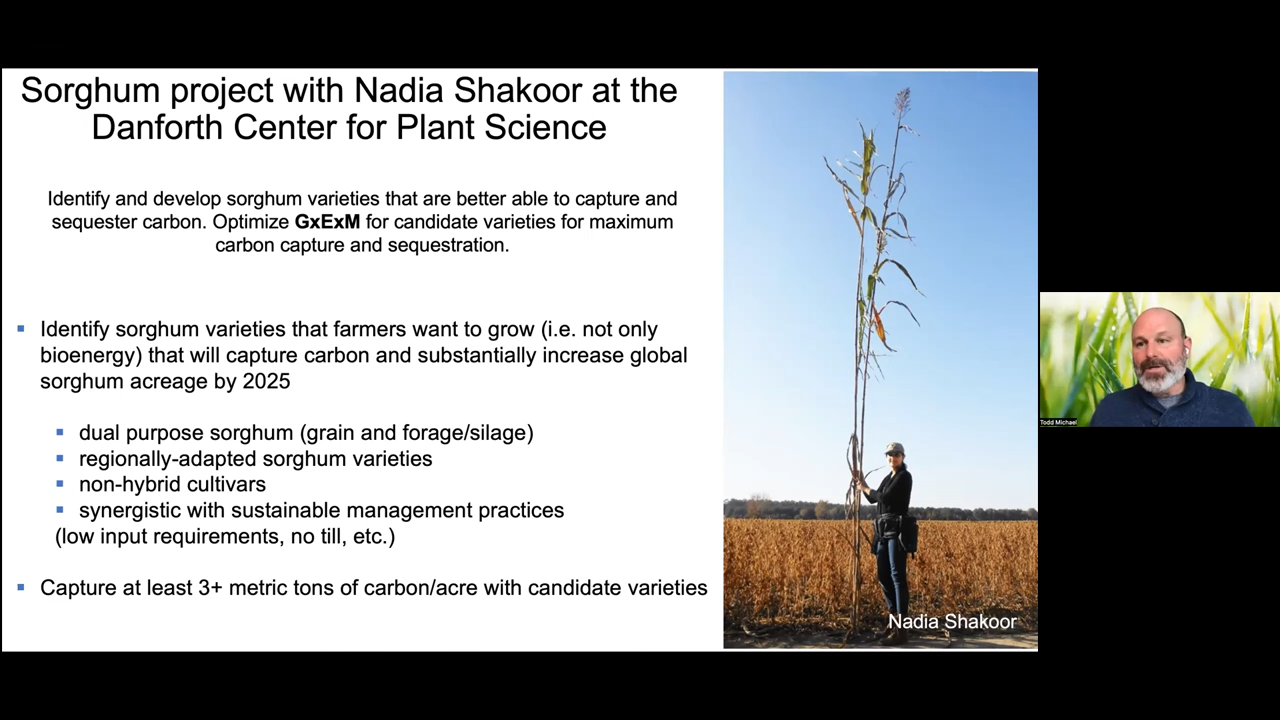 Sorghum project with Nadia Shakoor at the
Danforth Center for Plant Science
Identify and develop sorghum varieties that are better able to capture and
sequester carbon. Optimize GxExM for candidate varieties for maximum
carbon capture and sequestration.
▪ Identify sorghum varieties that farmers want to grow (i.e. not only
bioenergy) that will capture carbon and substantially increase global
sorghum acreage by 2025
▪ dual purpose sorghum (grain and forage/silage)
▪ regionally-adapted sorghum varieties
▪ non-hybrid cultivars
▪ synergistic with sustainable management practices
(low input requirements, no till, etc.)
▪ Capture at least 3+ metric tons of carbon/acre with candidate varieties
Nadia Shakoor
Todd Michael